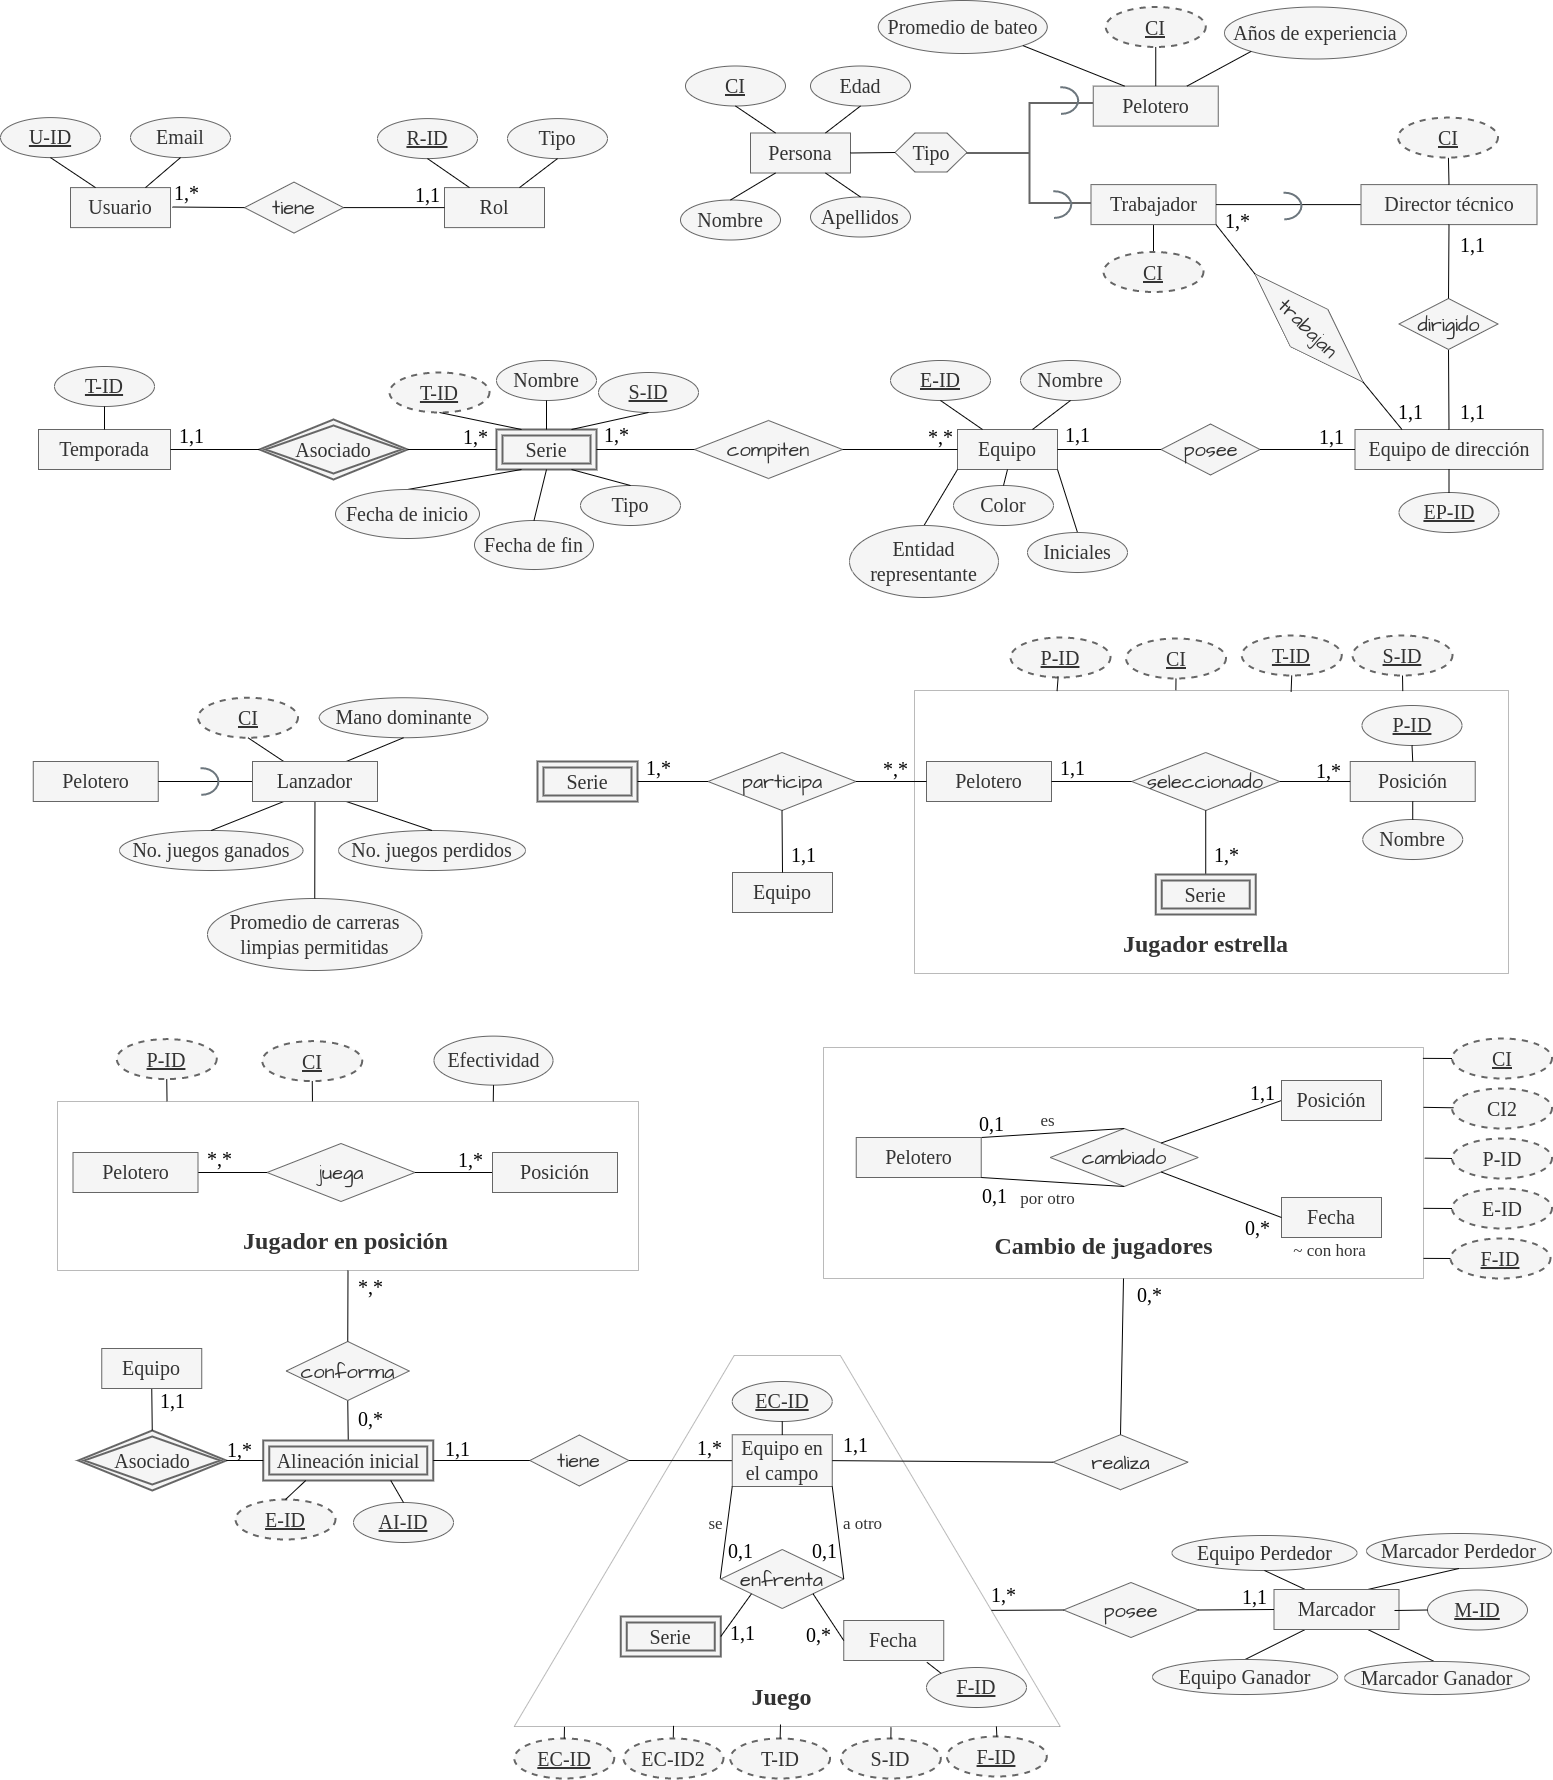 Promedio de bateo
CI
Años de experiencia
CI
Edad
Pelotero
U-ID
Email
R-ID
Tipo
Persona
Tipo
CI
1,*
tiene
1,1
Usuario
Rol
Nombre
Apellidos
Trabajador
1,*
Director técnico
CI
1,1
trabajan
dirigido
T-ID
T-ID
Nombre
S-ID
E-ID
Nombre
1,1
1,1
Temporada
1,1
Asociado
1,*
Serie
1,*
compiten
*,*
Equipo
1,1
posee
1,1
Equipo de dirección
Fecha de inicio
Tipo
Color
EP-ID
Fecha de fin
Entidad
representante
Iniciales
P-ID
CI
T-ID
S-ID
CI
Mano dominante
P-ID
Pelotero
Lanzador
Serie
1,*
participa
*,*
Pelotero
1,1
seleccionado
1,*
Posición
No. juegos ganados
No. juegos perdidos
1,1
1,*
Nombre
Equipo
Serie
Promedio de carreras
limpias permitidas
Jugador estrella
P-ID
CI
Efectividad
CI
Posición
1,1
CI2
0,1
es
Pelotero
*,*
juega
1,*
Posición
Pelotero
cambiado
P-ID
0,1
por otro
E-ID
Fecha
0,*
~ con hora
Jugador en posición
Cambio de jugadores
F-ID
*,*
0,*
Equipo
conforma
1,1
0,*
EC-ID
Asociado
1,*
Alineación inicial
1,1
tiene
1,*
Equipo en
el campo
1,1
realiza
E-ID
AI-ID
se
a otro
0,1
0,1
enfrenta
Equipo Perdedor
Marcador Perdedor
1,*
posee
1,1
Marcador
M-ID
Serie
1,1
0,*
Fecha
Equipo Ganador
Marcador Ganador
F-ID
Juego
EC-ID
EC-ID2
T-ID
S-ID
F-ID